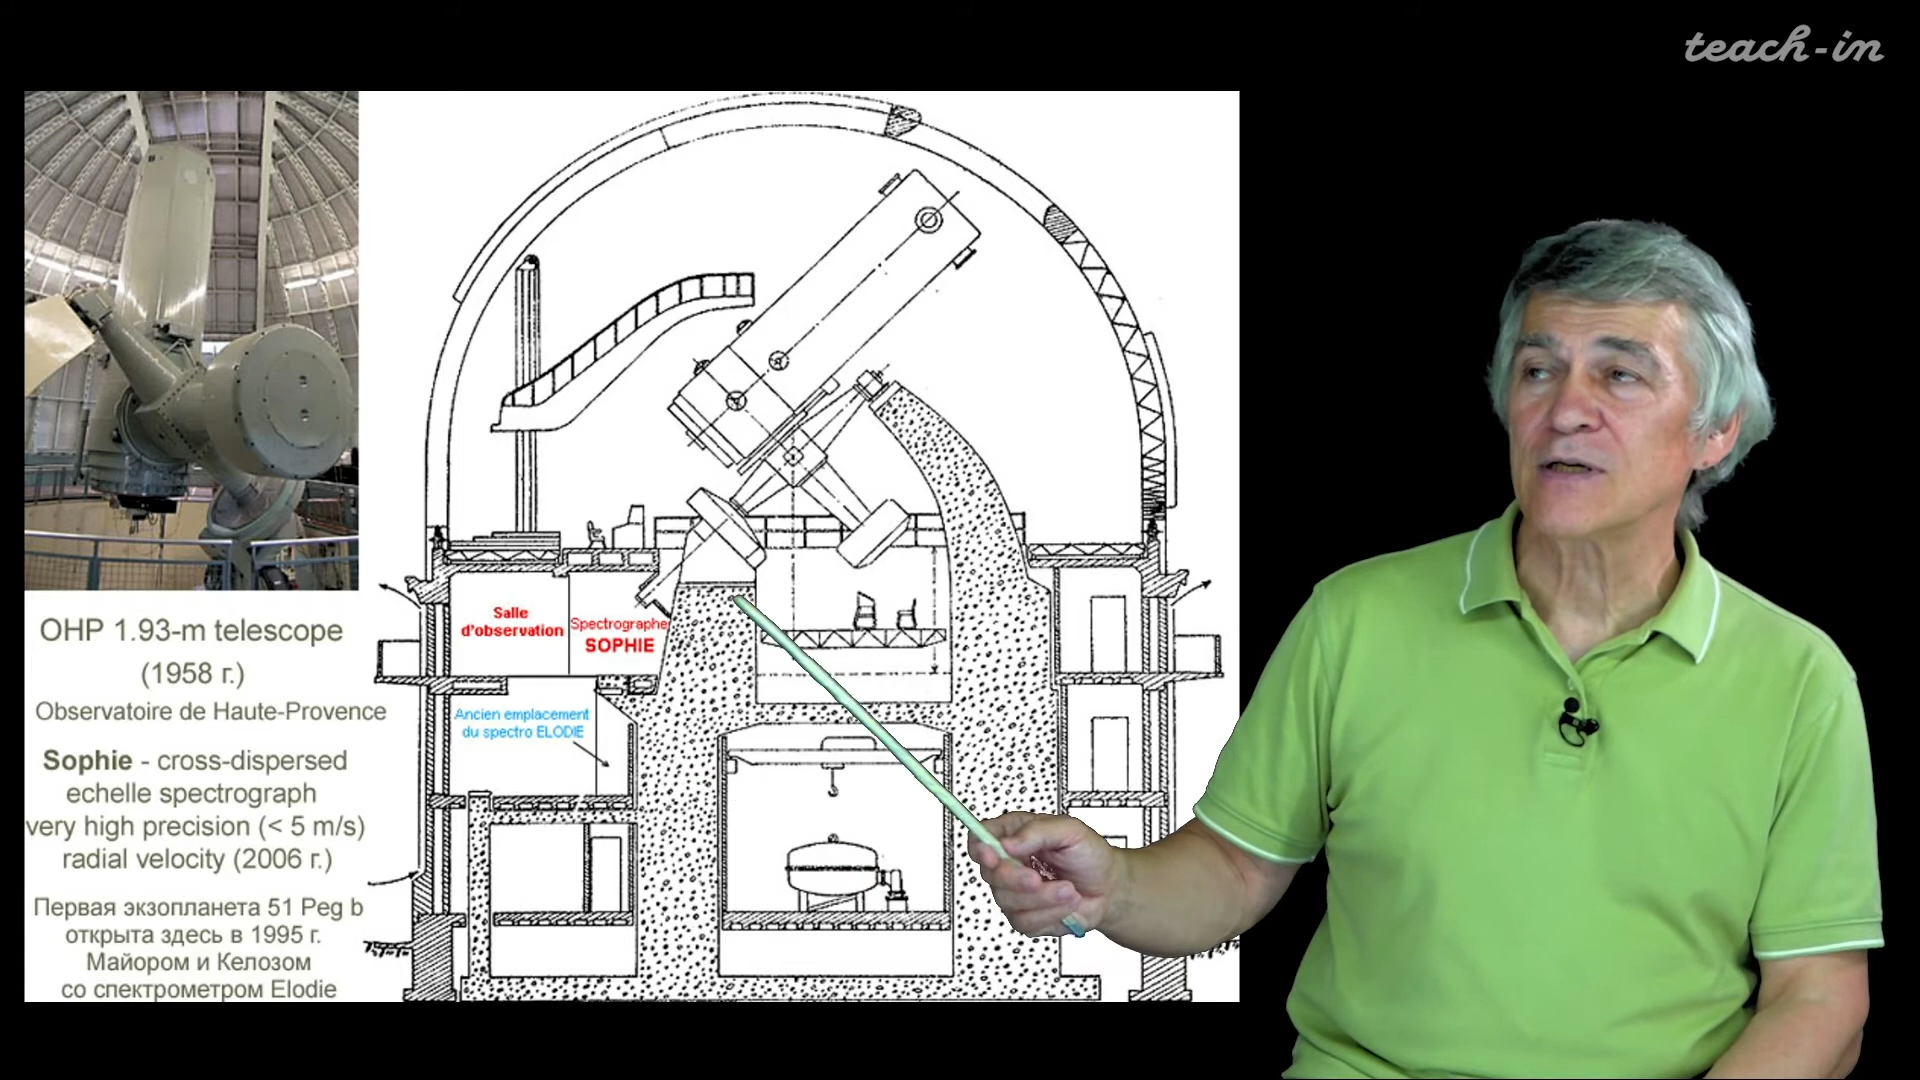 teach-in
OHP 1.93-m telescope
(1958 г.)
Observatoire de Haute-Provence
Sophie - cross-dispersed
echelle spectrograph
very high precision (< 5 m/s)
radial velocity (2006 г.)
Первая экзопланета 51 Peg b
открыта здесь в 1995 г.
Майором и Келозом
со спектрометром Elodie
Salle
d'observation
Spectrographe
SOPHIE
Ancien emplacement
du spectro ELODIE